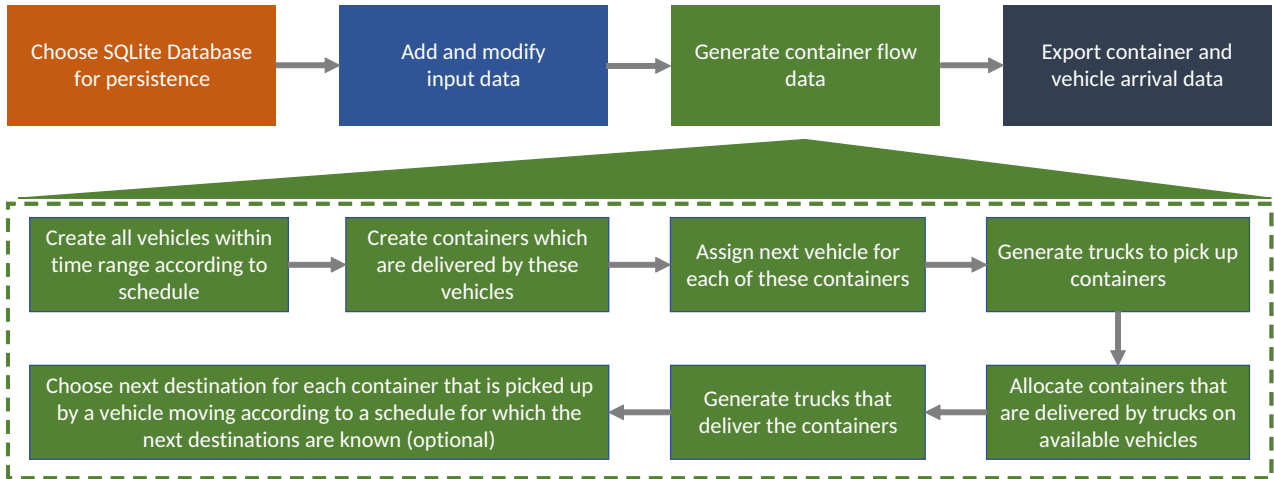 Choose SQLite Database
for persistence
Add and modify
input data
Generate container flow
data
Export container and
vehicle arrival data
Create all vehicles within
time range according to
schedule
Create containers which
are delivered by these
vehicles
Assign next vehicle for
each of these containers
Generate trucks to pick up
containers
Choose next destination for each container that is picked up
by a vehicle moving according to a schedule for which the
next destinations are known (optional)
Generate trucks that
deliver the containers
Allocate containers that
are delivered by trucks on
available vehicles